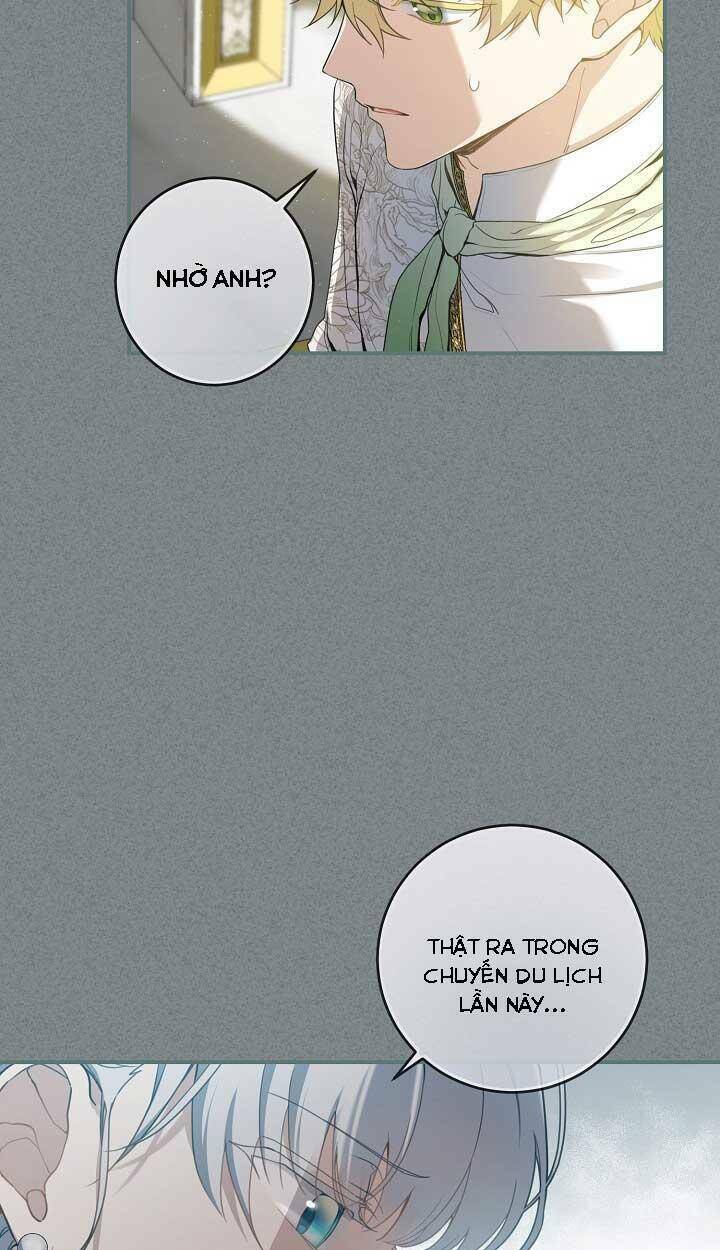 NHỜ ANH?
THẬT RA TRONG
CHUYẾN DU LỊCH
LẦN NÀY...